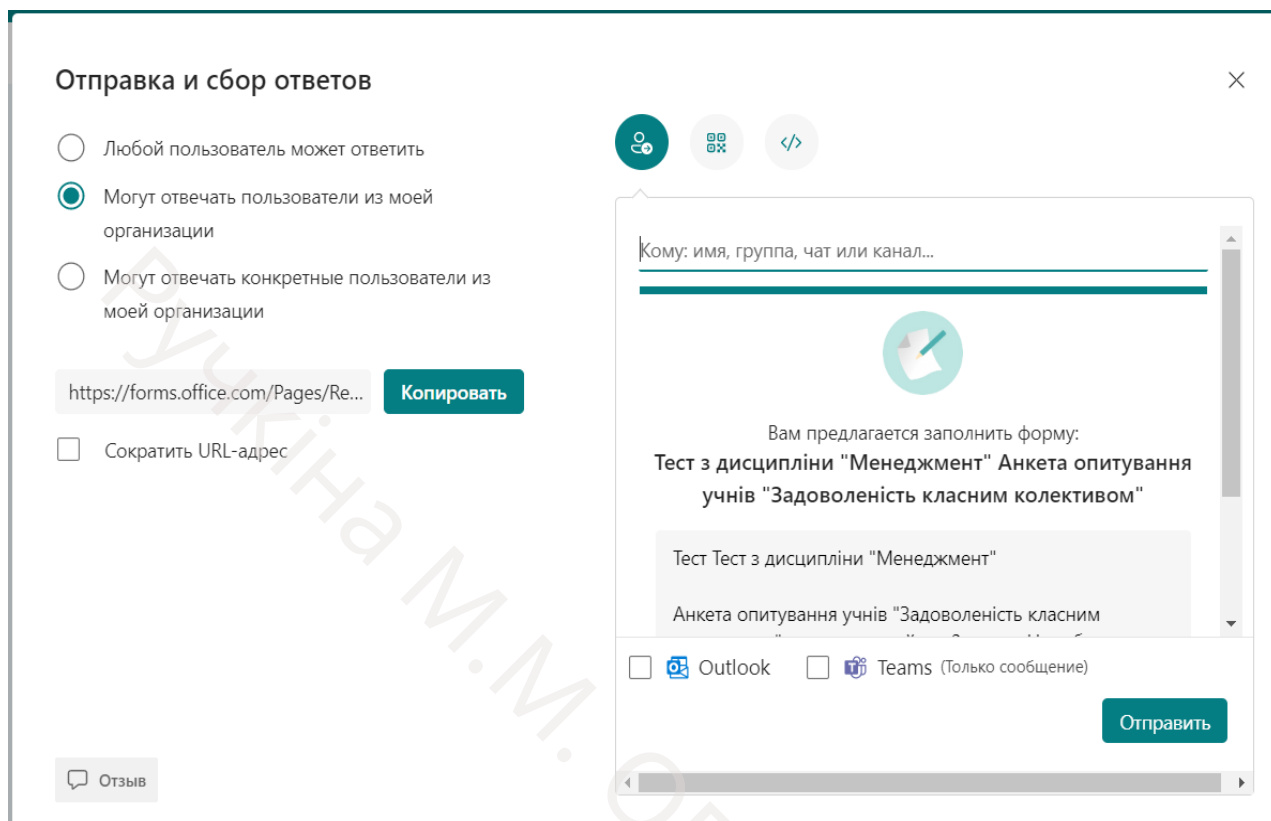 Отправка и сбор ответов
Любой пользователь может ответить
Могут отвечать пользователи из моей
организации
Могут отвечать конкретные пользователи из
моей организации
https://forms.office.com/Pages/Re...
Копировать
Сократить URL-адрес
Отзыв
Кому: имя, группа, чат или канал...
Вам предлагается заполнить форму:
Тест з дисципліни "Менеджмент" Анкета опитування
учнів "Задоволеність класним колективом"
Тест Тест з дисципліни "Менеджмент"
Анкета опитування учнів "Задоволеність класним
Outlook
Teams (Только сообщение)
Отправить
Ручкіна М.М.